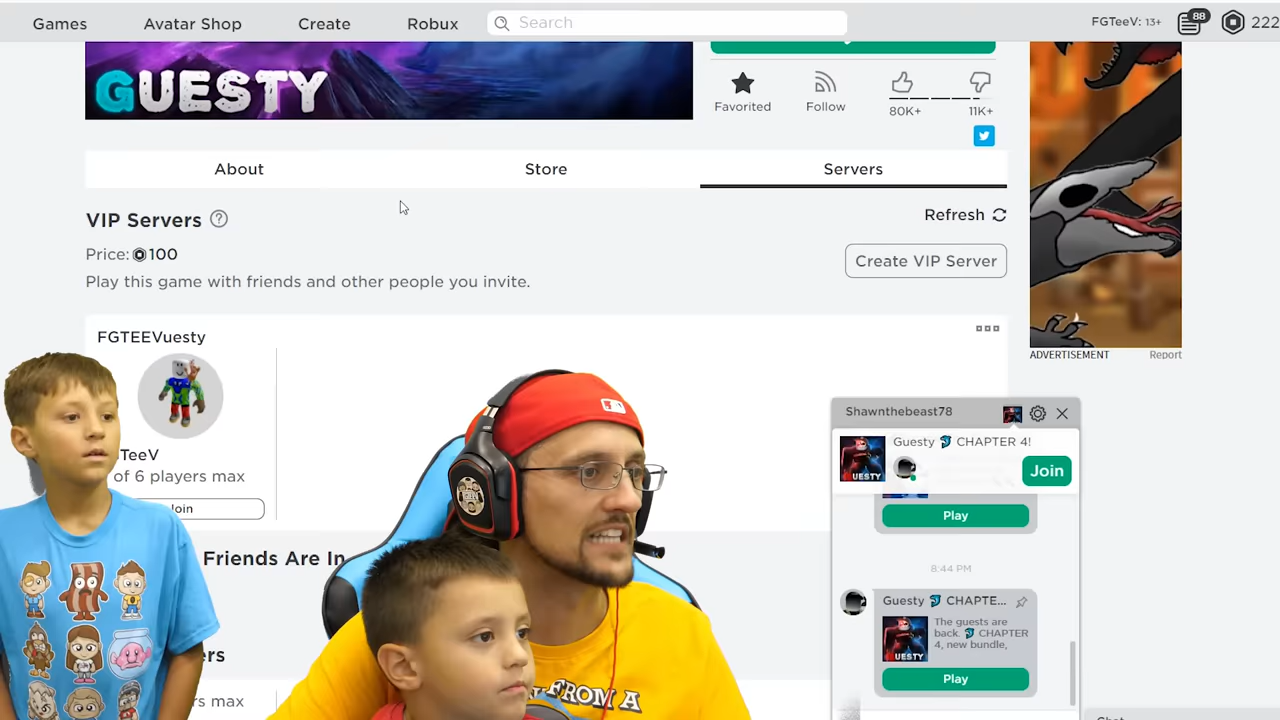 Games
Avatar Shop
Create
Robux
Search
FGTeeV: 13+
88
222
GUESTY
Favorited
Follow
80K+
11K+
About
Store
Servers
VIP Servers
Refresh
Price: 100
Create VIP Server
Play this game with friends and other people you invite.
FGTEEVuesty
TeeV
of 6 players max
Join
Friends Are In
max
ADVERTISEMENT
Report
Shawnthebeast78
Guesty CHAPTER 4!
UESTY
Join
Play
8:44 PM
Guesty CHAPTE...
The guests are
back. CHAPTER
4, new bundle,
UESTY
Play
FROM A